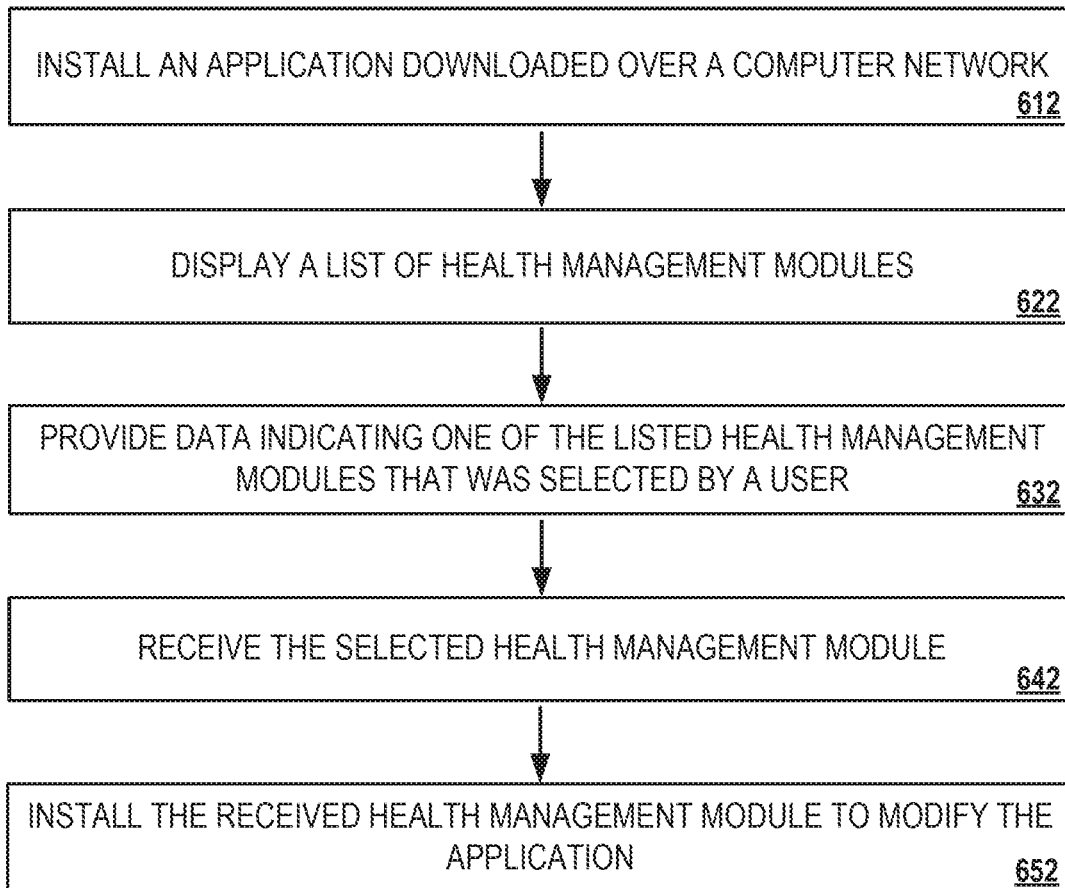 INSTALL AN APPLICATION DOWNLOADED OVER A COMPUTER NETWORK
612
DISPLAY A LIST OF HEALTH MANAGEMENT MODULES
622
PROVIDE DATA INDICATING ONE OF THE LISTED HEALTH MANAGEMENT
MODULES THAT WAS SELECTED BY A USER
632
RECEIVE THE SELECTED HEALTH MANAGEMENT MODULE
642
INSTALL THE RECEIVED HEALTH MANAGEMENT MODULE TO MODIFY THE
APPLICATION
652